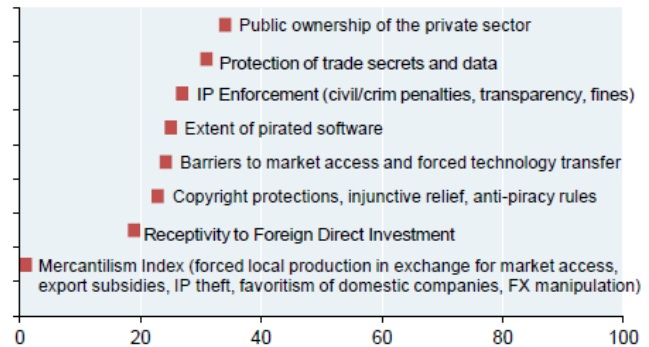 Public ownership of the private sector
Protection of trade secrets and data
IP Enforcement (civil/crim penalties, transparency, fines)
Extent of pirated software
Barriers to market access and forced technology transfer
Copyright protections, injunctive relief, anti-piracy rules
Receptivity to Foreign Direct Investment
Mercantilism Index (forced local production in exchange for market access,
export subsidies, IP theft, favoritism of domestic companies, FX manipulation)
0 20 40 60 80 100